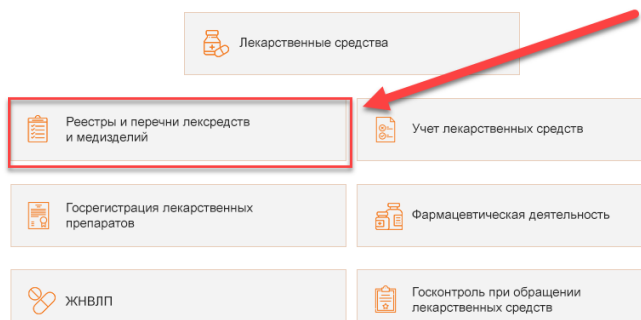 Лекарственные средства
Реестры и перечни лексредств
и медизделий
Учет лекарственных средств
Госрегистрация лекарственных
препаратов
Фармацевтическая деятельность
ЖНВЛП
Госконтроль при обращении
лекарственных средств